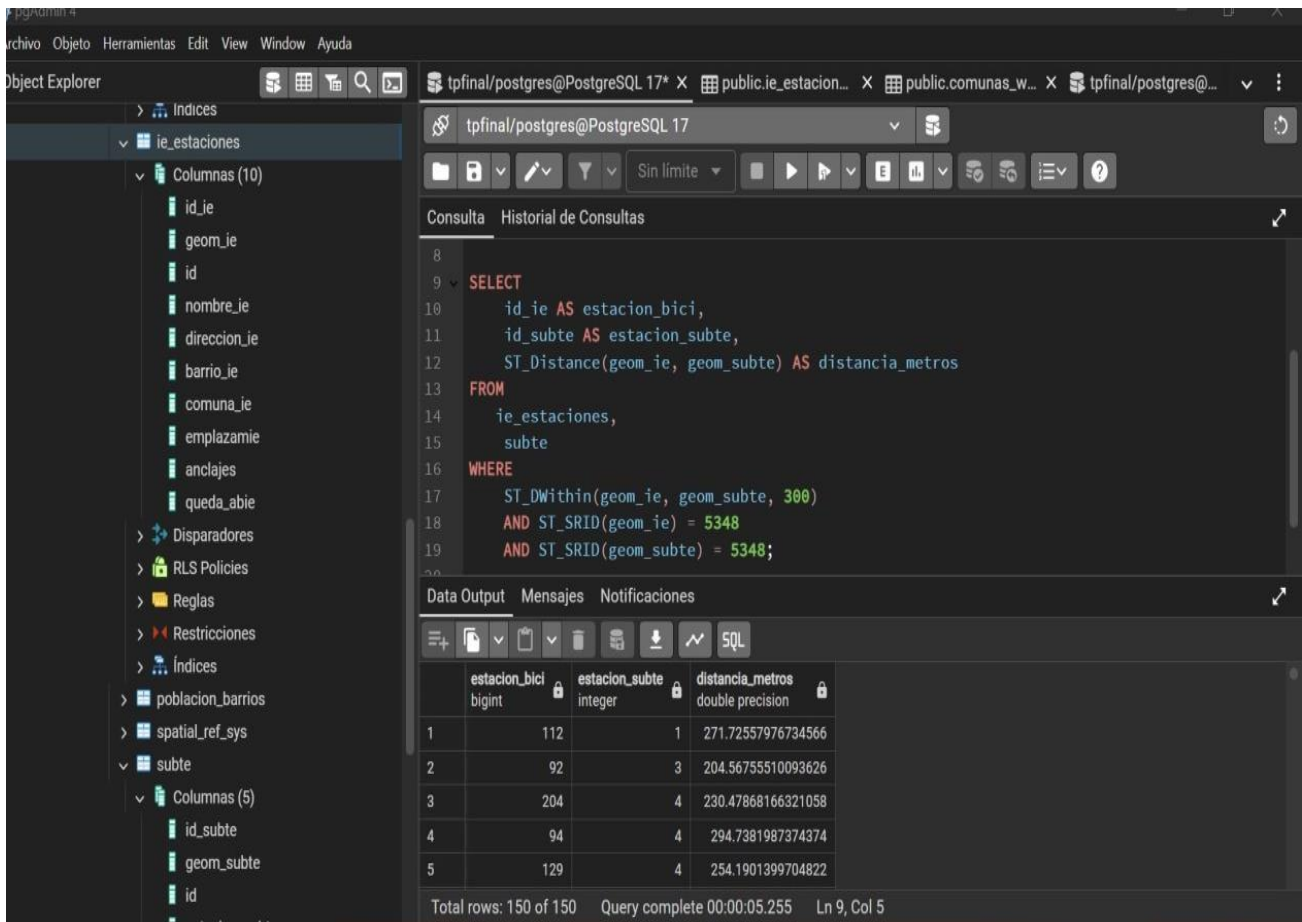 pgAdmin 4
Archivo Objeto Herramientas Edit View Window Ayuda
Object Explorer
Índices
ie_estaciones
Columnas (10)
id_ie
geom_ie
id
nombre_ie
direccion_ie
barrio_ie
comuna_ie
emplazamie
anclajes
queda_abie
Disparadores
RLS Policies
Reglas
Restricciones
Índices
poblacion_barrios
spatial_ref_sys
subte
Columnas (5)
id_subte
geom_subte
id
tpfinal/postgres@PostgreSQL 17* X public.ie_estacion... X public.comunas_w... X tpfinal/postgres@...
tpfinal/postgres@PostgreSQL 17
Sin límite
Consulta Historial de Consultas
8
9 SELECT
10 id_ie AS estacion_bici,
11 id_subte AS estacion_subte,
12 ST_Distance(geom_ie, geom_subte) AS distancia_metros
13 FROM
14 ie_estaciones,
15 subte
16 WHERE
17 ST_DWithin(geom_ie, geom_subte, 300)
18 AND ST_SRID(geom_ie) = 5348
19 AND ST_SRID(geom_subte) = 5348;
20
Data Output Mensajes Notificaciones
SQL
estacion_bici estacion_subte distancia_metros
bigint integer double precision
1 112 1 271.72557976734566
2 92 3 204.56755510093626
3 204 4 230.47868166321058
4 94 4 294.7381987374374
5 129 4 254.1901399704822
Total rows: 150 of 150 Query complete 00:00:05.255 Ln 9, Col 5